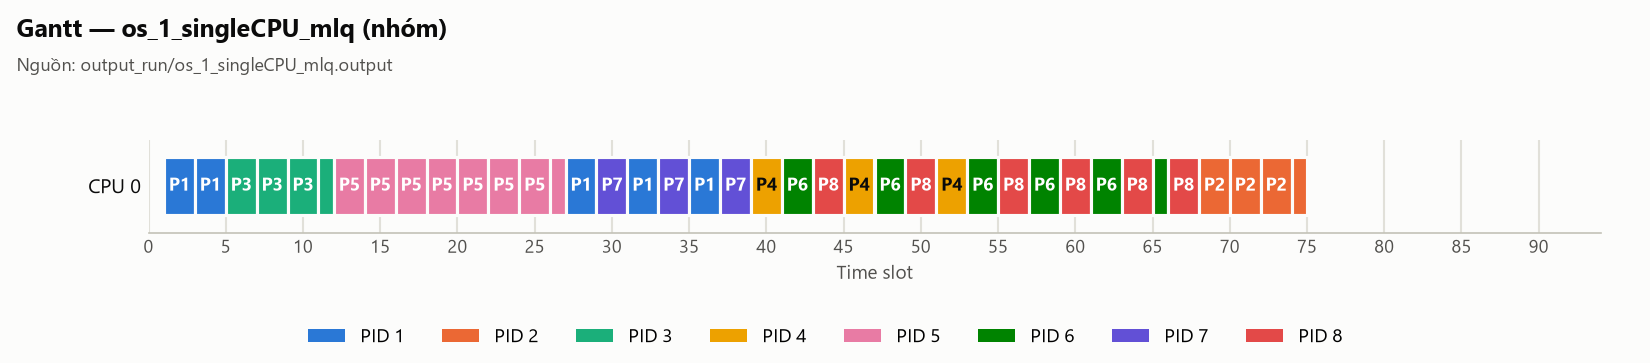 Gantt — os_1_singleCPU_mlq (nhóm)
Nguồn: output_run/os_1_singleCPU_mlq.output
CPU 0 P1 P1 P3 P3 P3 P5 P5 P5 P5 P5 P5 P5 P1 P7 P1 P7 P1 P7 P4 P6 P8 P4 P6 P8 P4 P6 P8 P6 P8 P6 P8 P8 P2 P2 P2
0 5 10 15 20 25 30 35 40 45 50 55 60 65 70 75 80 85 90
Time slot
PID 1 PID 2 PID 3 PID 4 PID 5 PID 6 PID 7 PID 8